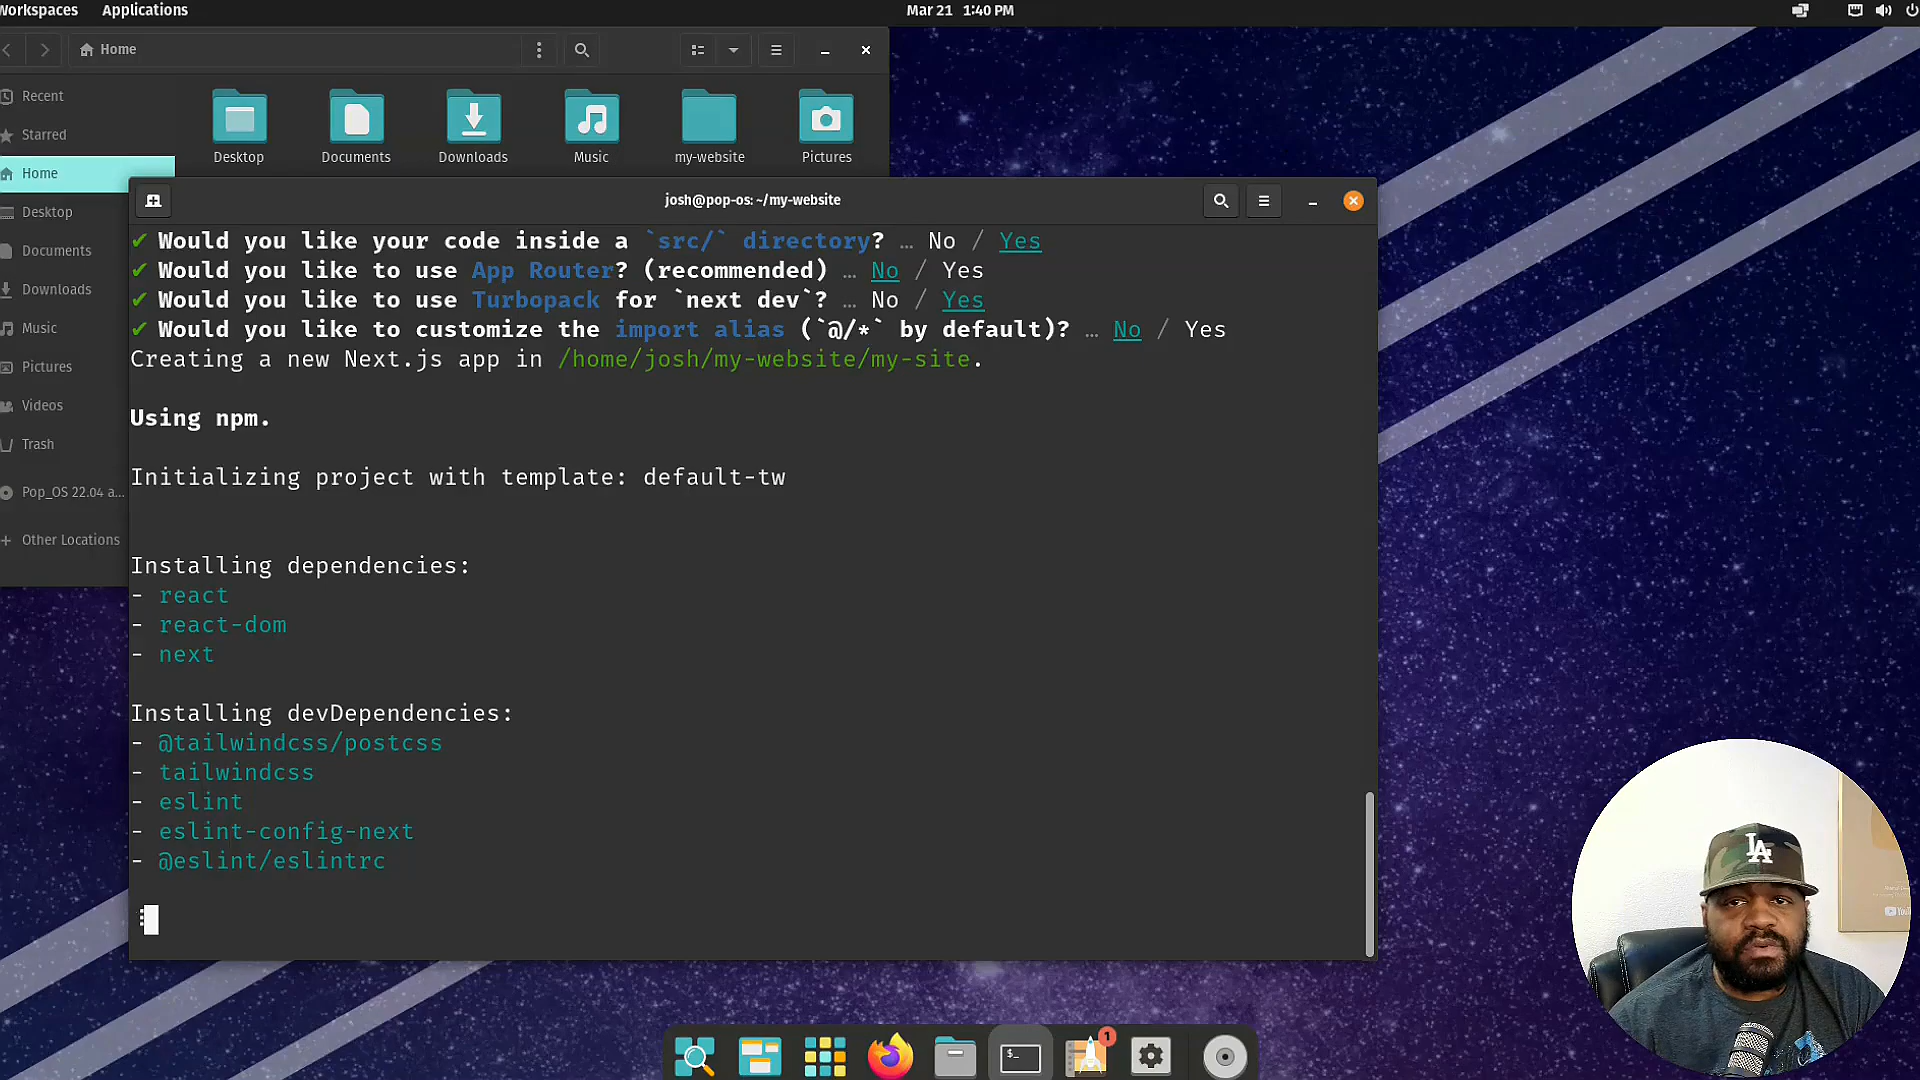 Workspaces
Applications
Mar 21 1:40 PM
Home
Recent
Starred
Home
Desktop
Documents
Downloads
Music
Pictures
Videos
Trash
Pop_OS 22.04 a...
Other Locations
Desktop
Documents
Downloads
Music
my-website
Pictures
josh@pop-os: ~/my-website
✔ Would you like your code inside a `src/` directory? … No / Yes
✔ Would you like to use App Router? (recommended) … No / Yes
✔ Would you like to use Turbopack for `next dev`? … No / Yes
✔ Would you like to customize the import alias (`@/*` by default)? … No / Yes
Creating a new Next.js app in /home/josh/my-website/my-site.
Using npm.
Initializing project with template: default-tw
Installing dependencies:
- react
- react-dom
- next
Installing devDependencies:
- @tailwindcss/postcss
- tailwindcss
- eslint
- eslint-config-next
- @eslint/eslintrc
LA
1
$_